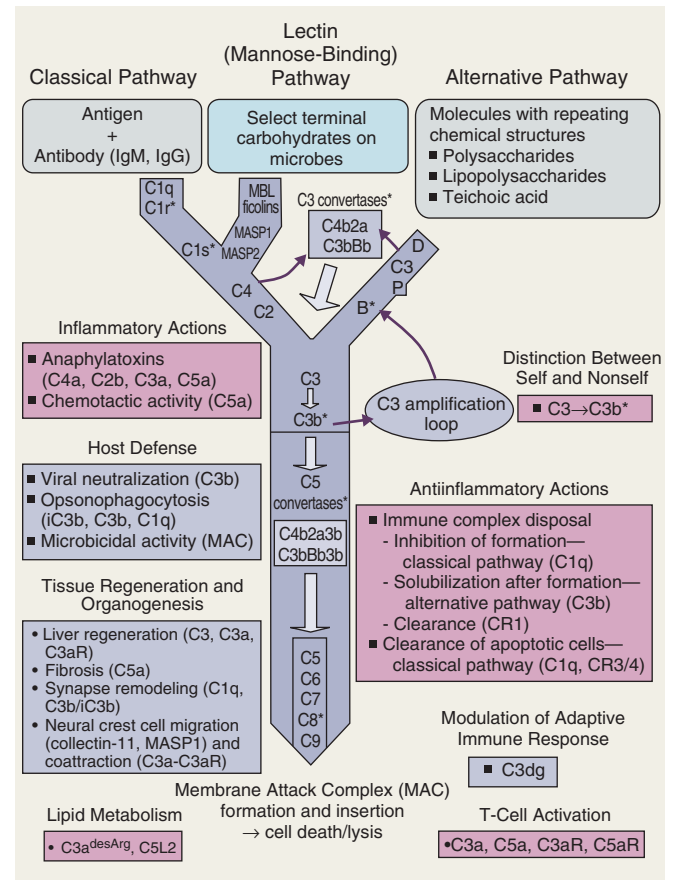 Classical Pathway
Lectin
(Mannose-Binding)
Pathway
Alternative Pathway
Antigen
+
Antibody (IgM, IgG)
Select terminal
carbohydrates on
microbes
Molecules with repeating
chemical structures
■ Polysaccharides
■ Lipopolysaccharides
■ Teichoic acid
C1q
C1r*
C1s*
MBL
ficolins
MASP1
MASP2
C4
C2
C3 convertases*
C4b2a
C3bBb
D
C3
P
B*
Inflammatory Actions
■ Anaphylatoxins
(C4a, C2b, C3a, C5a)
■ Chemotactic activity (C5a)
C3
C3b*
C3 amplification
loop
Distinction Between
Self and Nonself
■ C3→C3b*
Host Defense
■ Viral neutralization (C3b)
■ Opsonophagocytosis
(iC3b, C3b, C1q)
■ Microbicidal activity (MAC)
C5
convertases*
C4b2a3b
C3bBb3b
Antiinflammatory Actions
■ Immune complex disposal
- Inhibition of formation—
classical pathway (C1q)
- Solubilization after formation—
alternative pathway (C3b)
- Clearance (CR1)
■ Clearance of apoptotic cells—
classical pathway (C1q, CR3/4)
Tissue Regeneration and
Organogenesis
• Liver regeneration (C3, C3a,
C3aR)
• Fibrosis (C5a)
• Synapse remodeling (C1q,
C3b/iC3b)
• Neural crest cell migration
(collectin-11, MASP1) and
coattraction (C3a-C3aR)
C5
C6
C7
C8*
C9
Modulation of Adaptive
Immune Response
■ C3dg
Membrane Attack Complex (MAC)
formation and insertion
→ cell death/lysis
Lipid Metabolism
• C3adesArg, C5L2
T-Cell Activation
•C3a, C5a, C3aR, C5aR